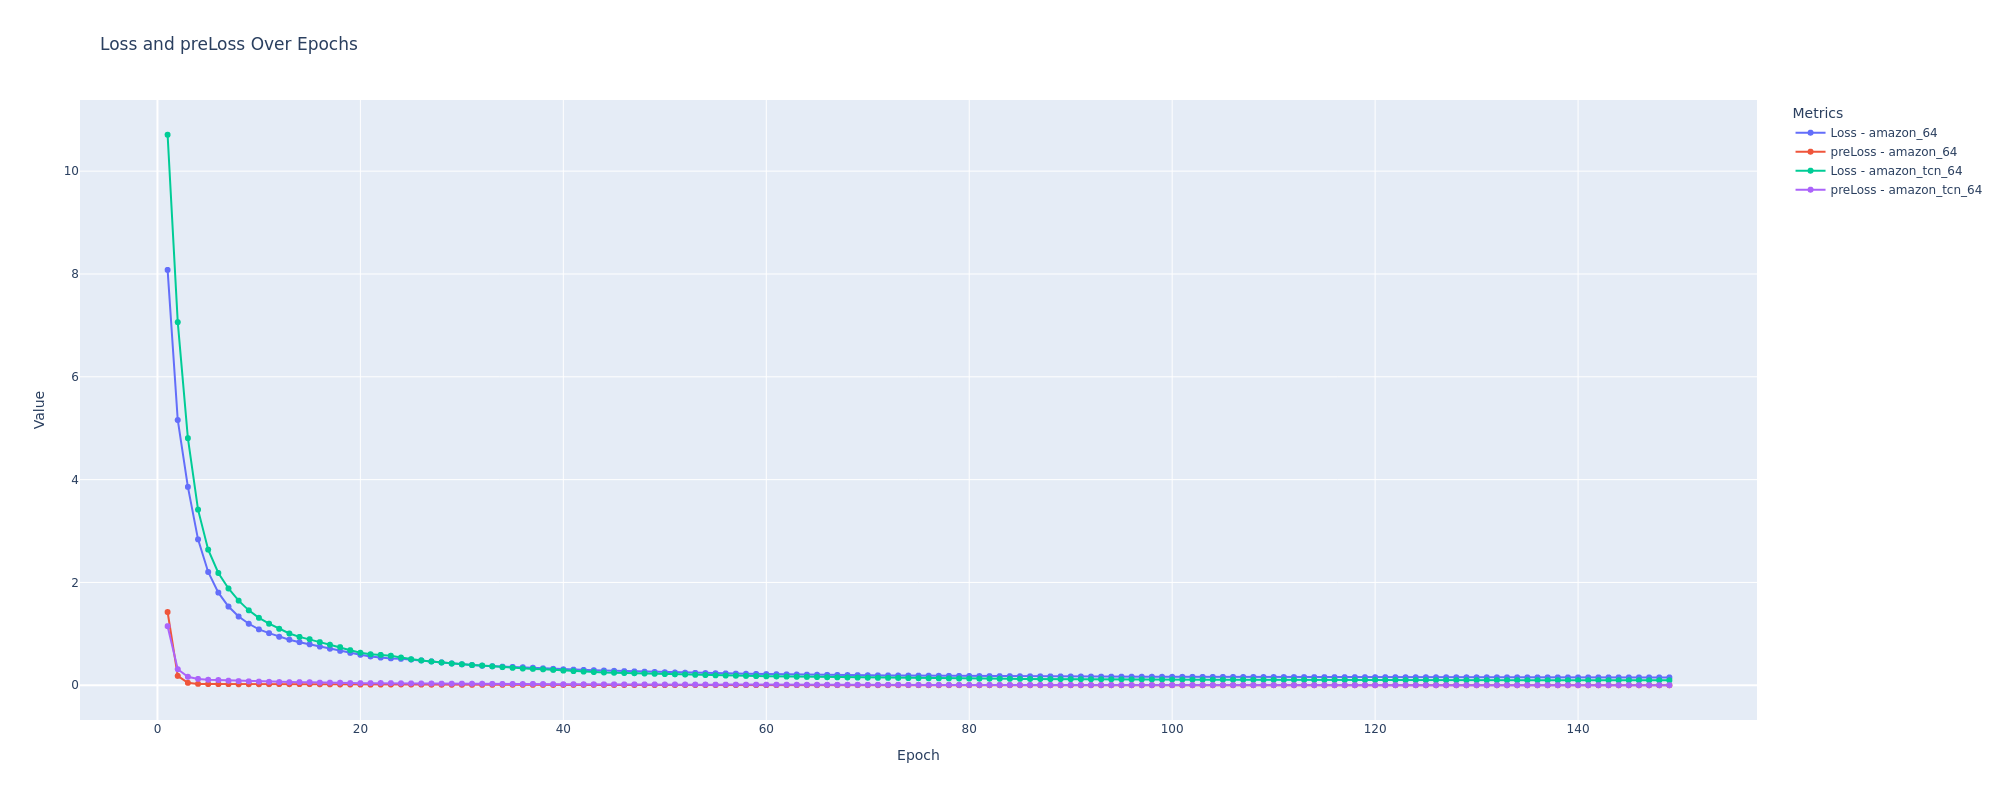 Loss and preLoss Over Epochs
Metrics
Loss - amazon_64
preLoss - amazon_64
Loss - amazon_tcn_64
preLoss - amazon_tcn_64
Value
10
8
6
4
2
0
0 20 40 60 80 100 120 140
Epoch